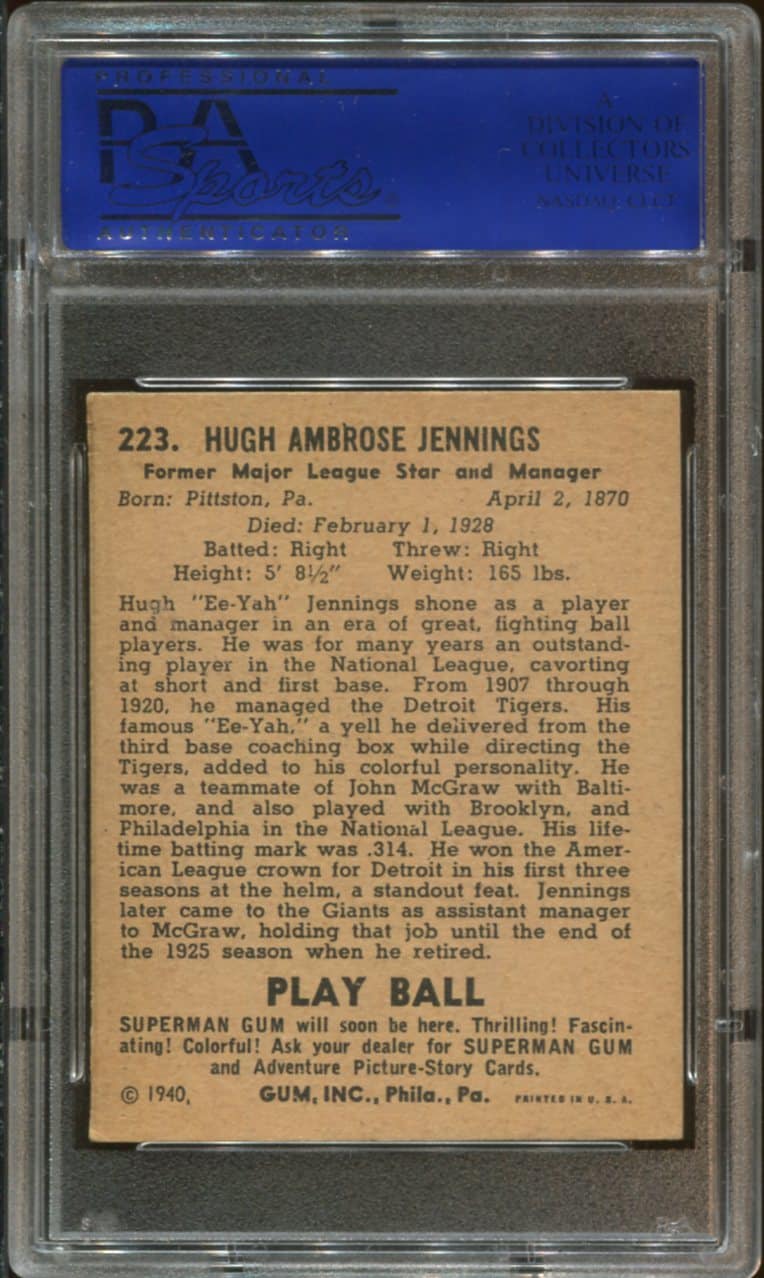 PROFESSIONAL
PSA
Sports
AUTHENTICATOR
A
DIVISION OF
COLLECTORS
UNIVERSE
NASDAQ: CLCT
223. HUGH AMBROSE JENNINGS
Former Major League Star and Manager
Born: Pittston, Pa. April 2, 1870
Died: February 1, 1928
Batted: Right Threw: Right
Height: 5' 8½" Weight: 165 lbs.
Hugh "Ee-Yah" Jennings shone as a player
and manager in an era of great, fighting ball
players. He was for many years an outstand-
ing player in the National League, cavorting
at short and first base. From 1907 through
1920, he managed the Detroit Tigers. His
famous "Ee-Yah," a yell he delivered from the
third base coaching box while directing the
Tigers, added to his colorful personality. He
was a teammate of John McGraw with Balti-
more, and also played with Brooklyn, and
Philadelphia in the National League. His life-
time batting mark was .314. He won the Amer-
ican League crown for Detroit in his first three
seasons at the helm, a standout feat. Jennings
later came to the Giants as assistant manager
to McGraw, holding that job until the end of
the 1925 season when he retired.
PLAY BALL
SUPERMAN GUM will soon be here. Thrilling! Fascin-
ating! Colorful! Ask your dealer for SUPERMAN GUM
and Adventure Picture-Story Cards.
© 1940, GUM, INC., Phila., Pa. PRINTED IN U. S. A.